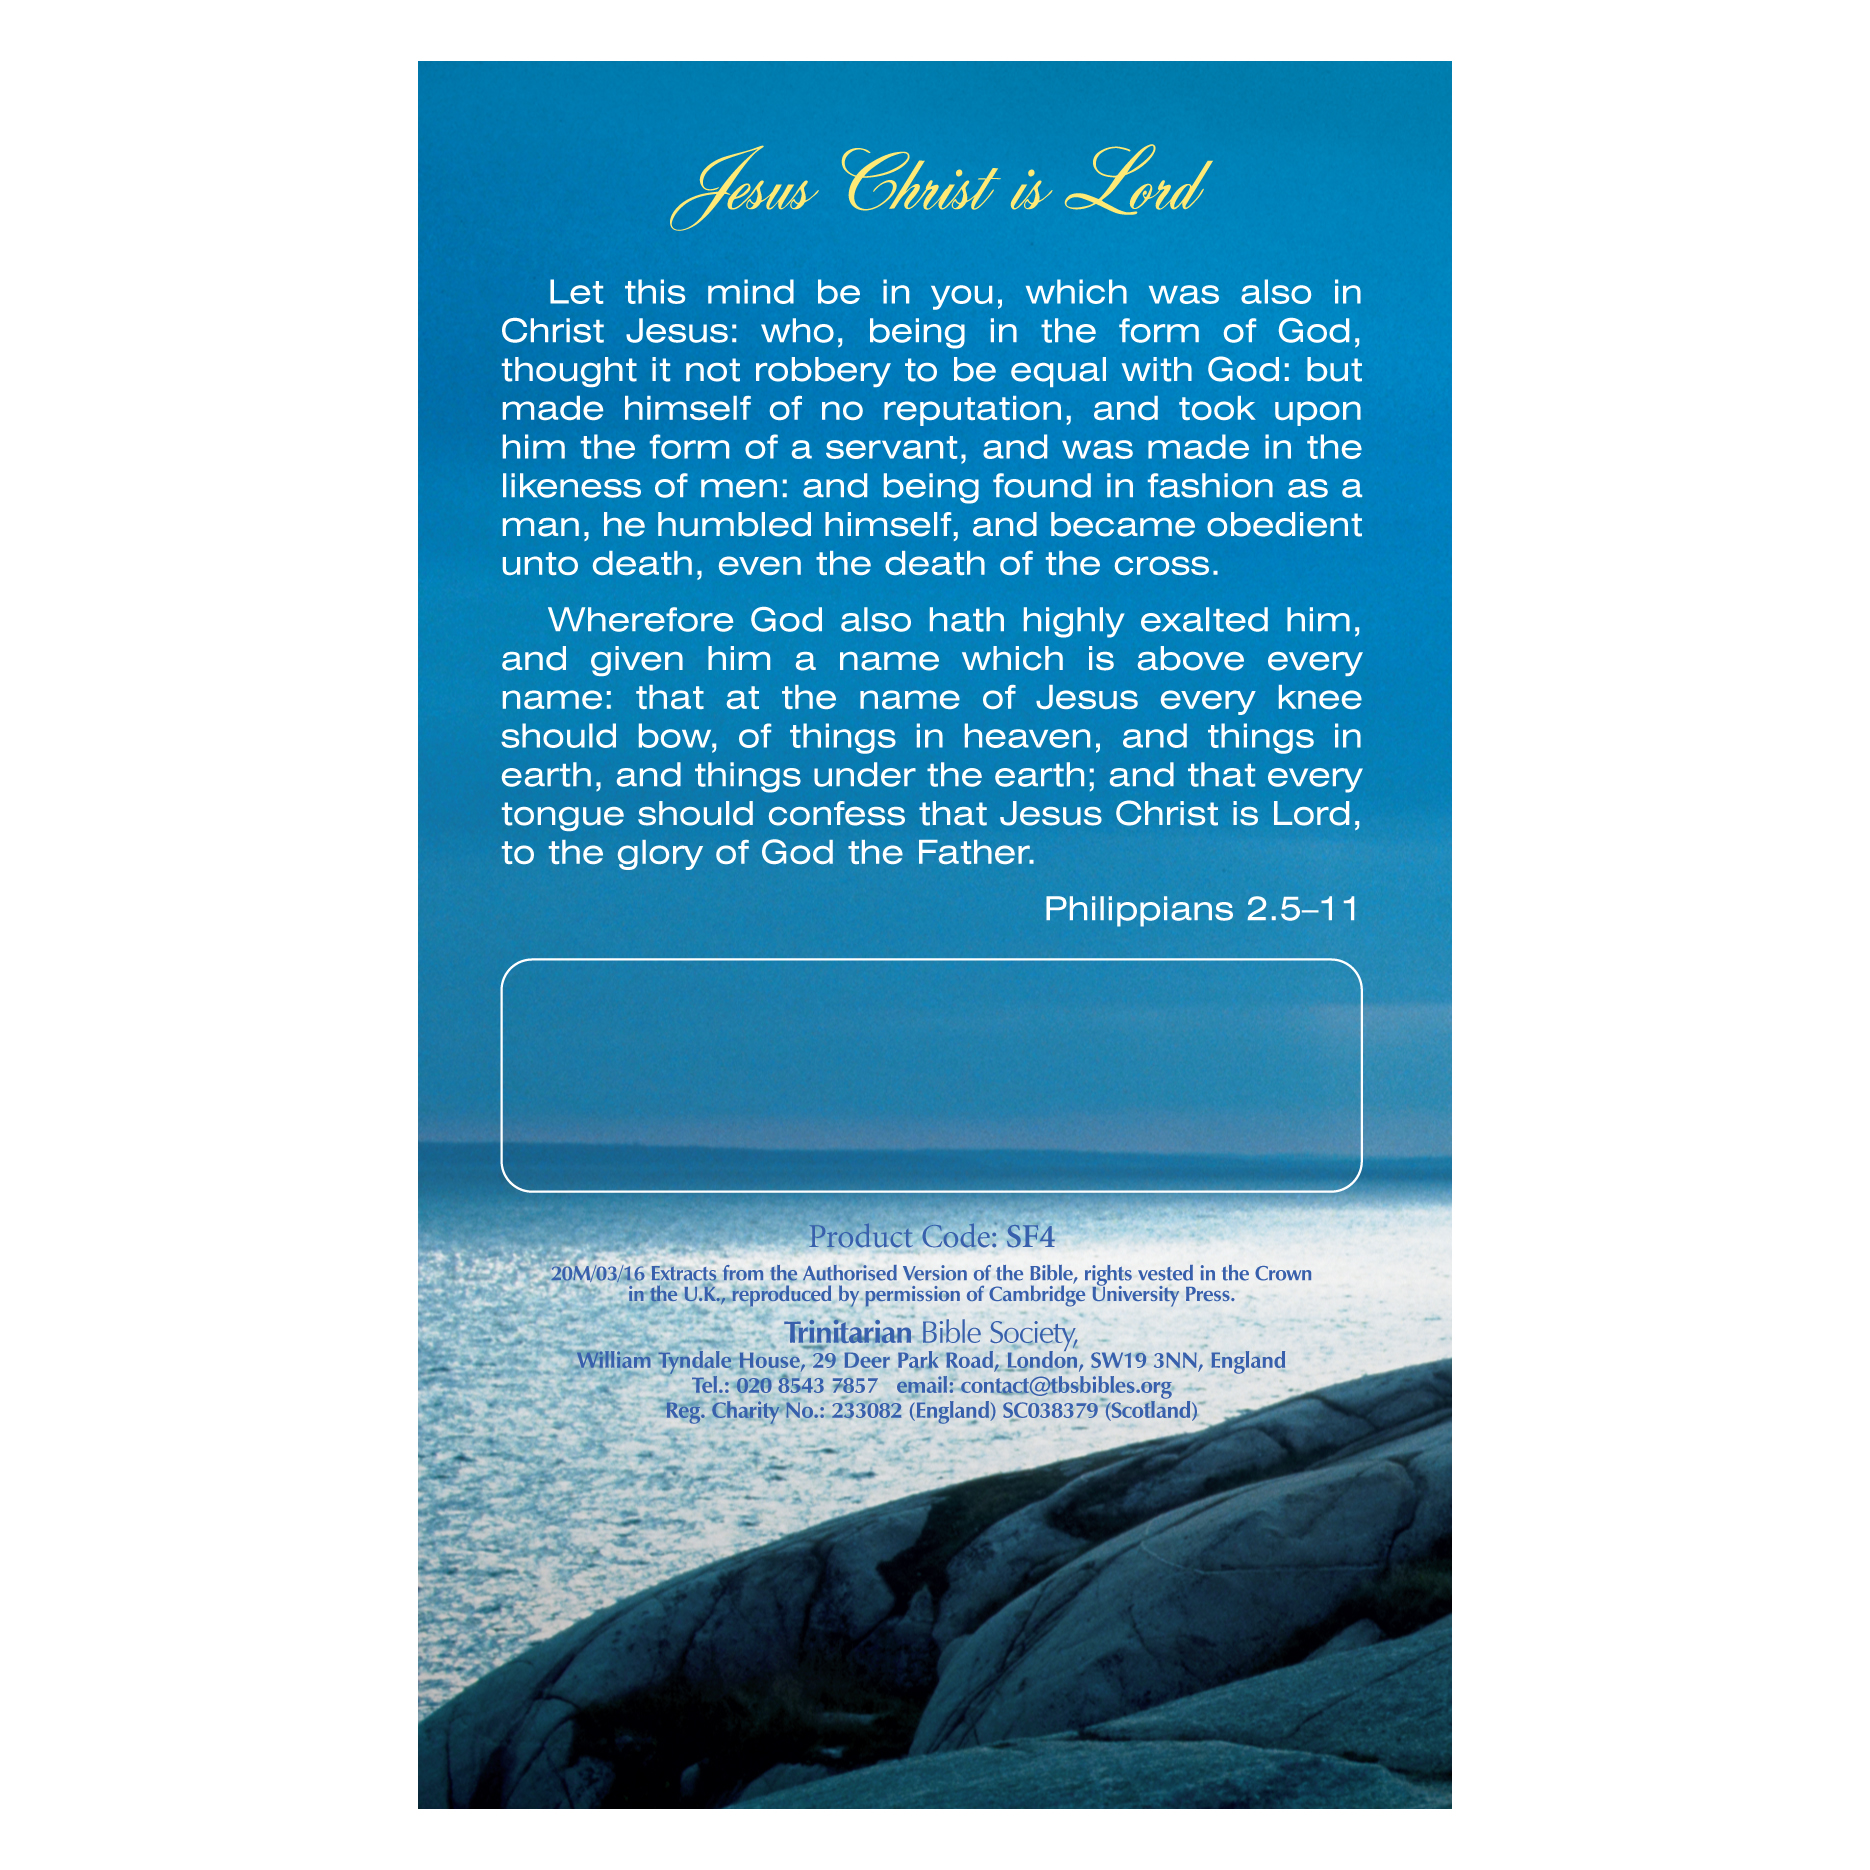 Jesus Christ is Lord
Let this mind be in you, which was also in
Christ Jesus: who, being in the form of God,
thought it not robbery to be equal with God: but
made himself of no reputation, and took upon
him the form of a servant, and was made in the
likeness of men: and being found in fashion as a
man, he humbled himself, and became obedient
unto death, even the death of the cross.
Wherefore God also hath highly exalted him,
and given him a name which is above every
name: that at the name of Jesus every knee
should bow, of things in heaven, and things in
earth, and things under the earth; and that every
tongue should confess that Jesus Christ is Lord,
to the glory of God the Father.
Philippians 2.5–11
Product Code: SF4
20M/03/16 Extracts from the Authorised Version of the Bible, rights vested in the Crown
in the U.K., reproduced by permission of Cambridge University Press.
Trinitarian Bible Society,
William Tyndale House, 29 Deer Park Road, London, SW19 3NN, England
Tel.: 020 8543 7857 email: contact@tbsbibles.org
Reg. Charity No.: 233082 (England) SC038379 (Scotland)